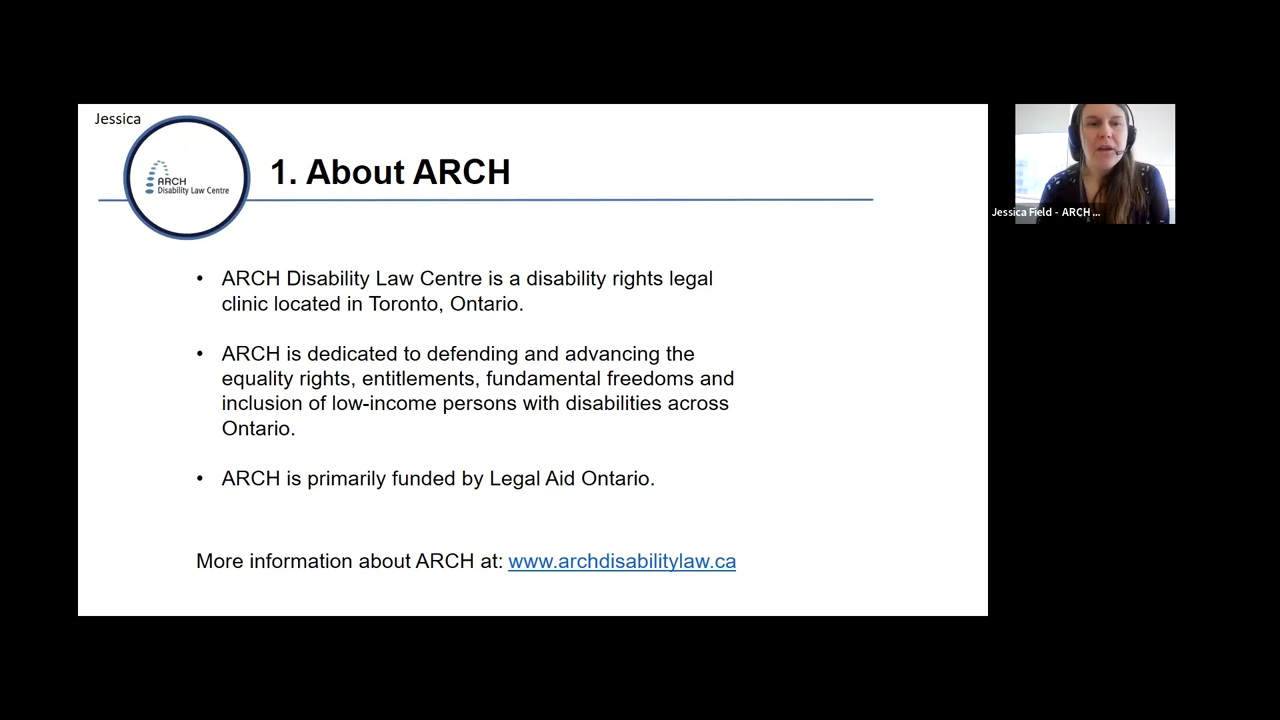 Jessica
ARCH
Disability Law Centre
1. About ARCH
• ARCH Disability Law Centre is a disability rights legal
clinic located in Toronto, Ontario.
• ARCH is dedicated to defending and advancing the
equality rights, entitlements, fundamental freedoms and
inclusion of low-income persons with disabilities across
Ontario.
• ARCH is primarily funded by Legal Aid Ontario.
More information about ARCH at: www.archdisabilitylaw.ca
Jessica Field - ARCH ...